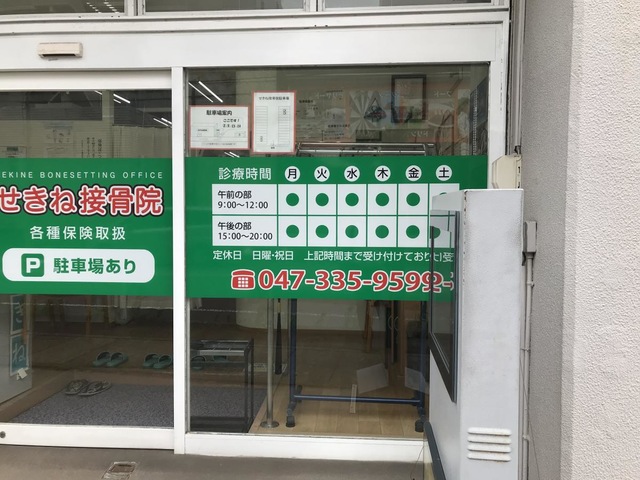 EKINE BONESETTING OFFICE
せきね接骨院
各種保険取扱
P 駐車場あり
駐車場案内
診療時間 月 火 水 木 金 土
午前の部
9:00〜12:00 ● ● ● ● ● ●
午後の部
15:00〜20:00 ● ● ● ● ●
定休日 日曜・祝日 上記時間まで受け付けており
047-335-9599